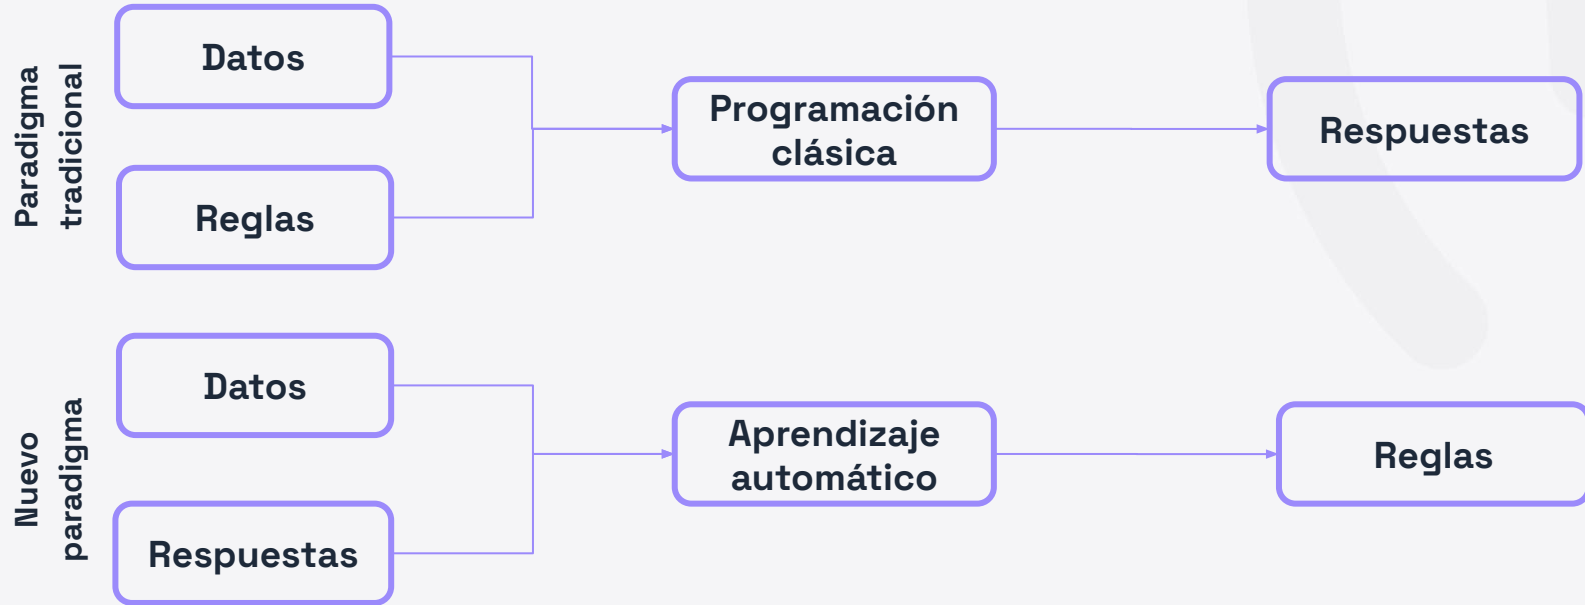 Paradigma
tradicional
Datos
Reglas
Programación
clásica
Respuestas
Nuevo
paradigma
Datos
Respuestas
Aprendizaje
automático
Reglas